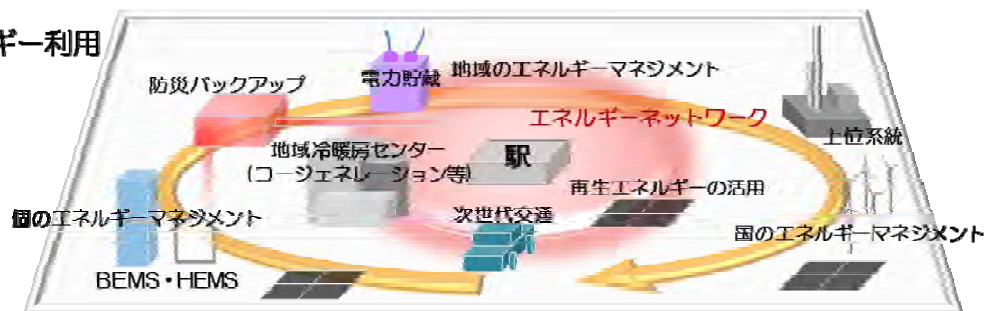 ギー利用
防災バックアップ
電力貯蔵
地域のエネルギーマネジメント
エネルギーネットワーク
上位系統
地域冷暖房センター
(コージェネレーション等)
駅
再生エネルギーの活用
個のエネルギーマネジメント
次世代交通
国のエネルギーマネジメント
BEMS・HEMS